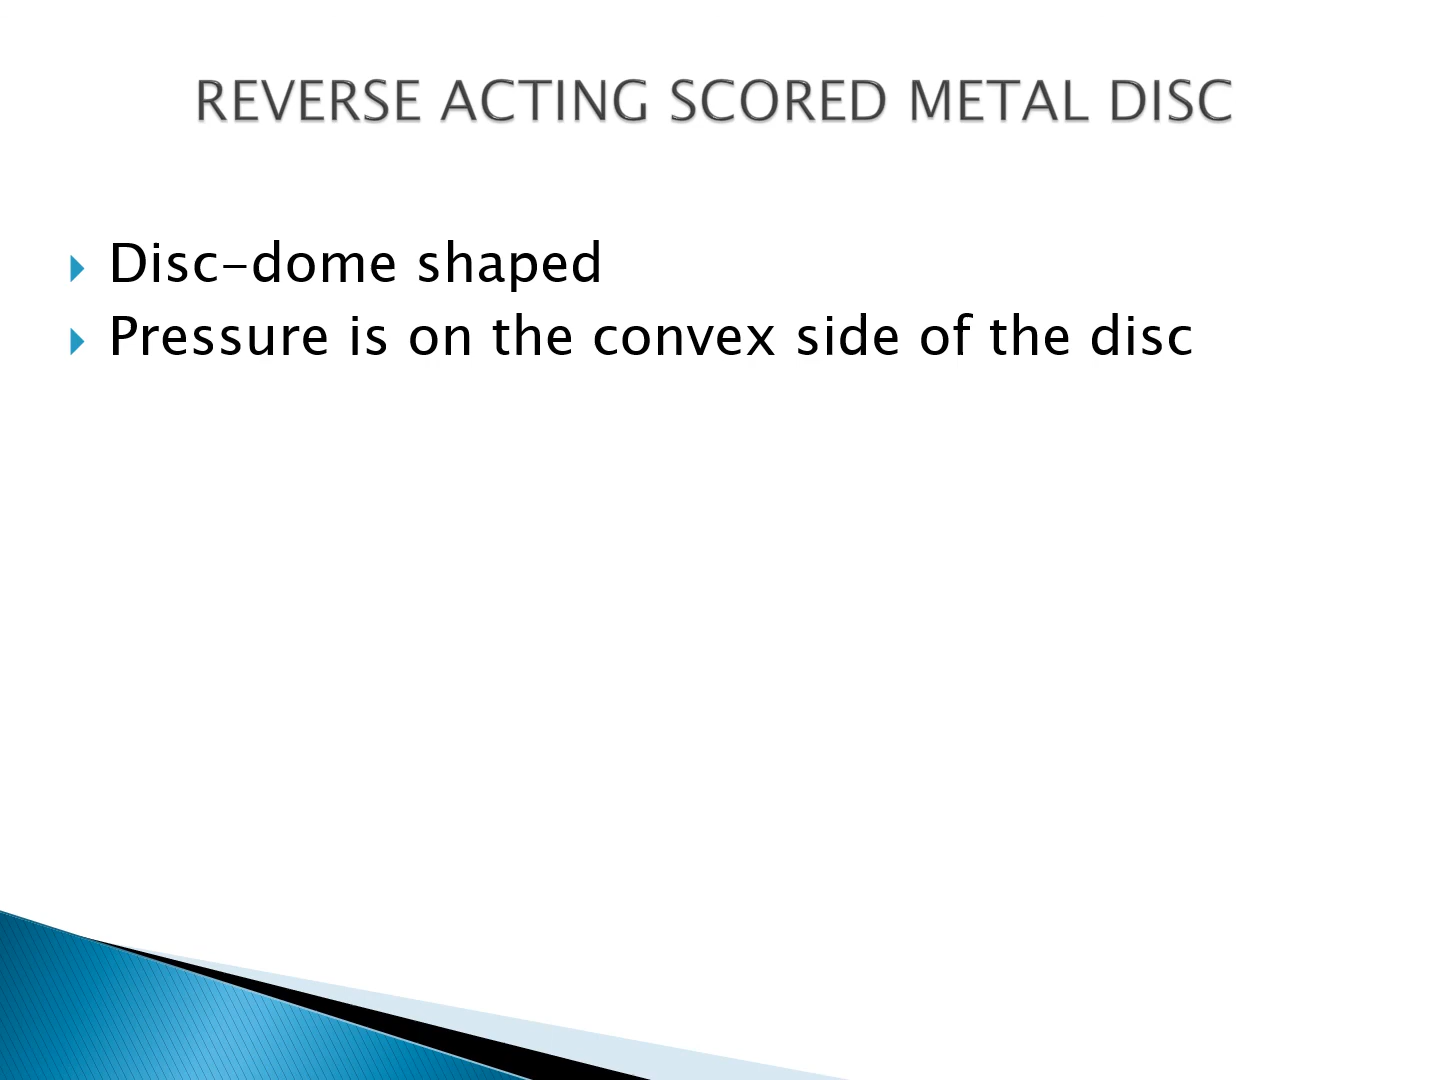 REVERSE ACTING SCORED METAL DISC
Disc-dome shaped
Pressure is on the convex side of the disc